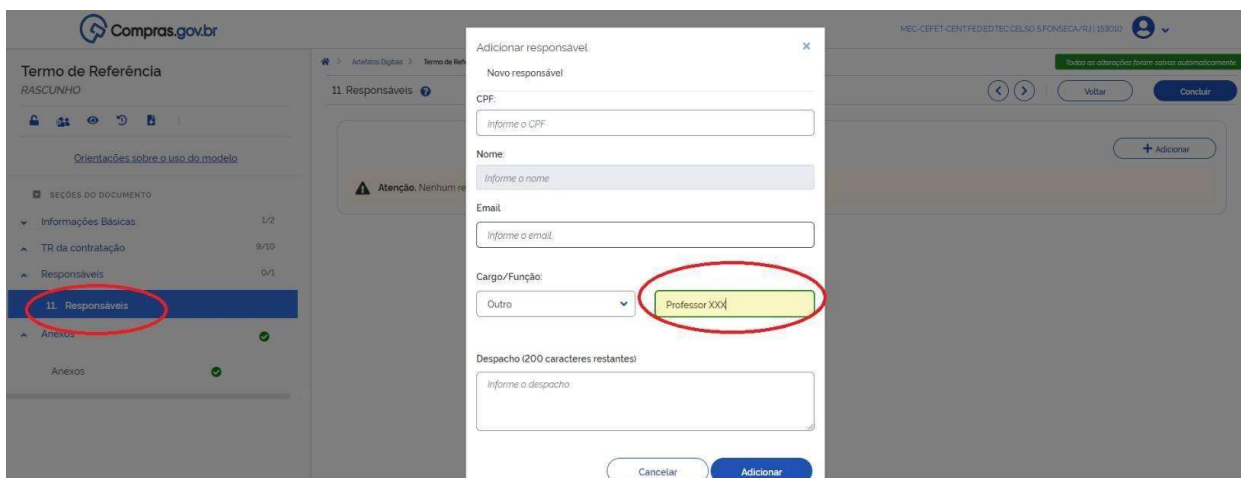 Compras.gov.br
MEC-CEFET-CENT.FED.ED.TEC.CELSO S.FONSECA/RJ | 153010
Termo de Referência
RASCUNHO
Orientações sobre o uso do modelo
SEÇÕES DO DOCUMENTO
Informações Básicas 1/2
TR da contratação 9/10
Responsáveis 0/1
11. Responsáveis
Anexos
Anexos
Artefatos Digitais > Termo de Refe
Todas as alterações foram salvas automaticamente
11. Responsáveis
Voltar
Concluir
+ Adicionar
Atenção. Nenhum re
Adicionar responsável
×
Novo responsável
CPF:
Informe o CPF
Nome:
Informe o nome
Email
Informe o email
Cargo/Função:
Outro
Professor XXX
Despacho (200 caracteres restantes)
Informe o despacho
Cancelar
Adicionar